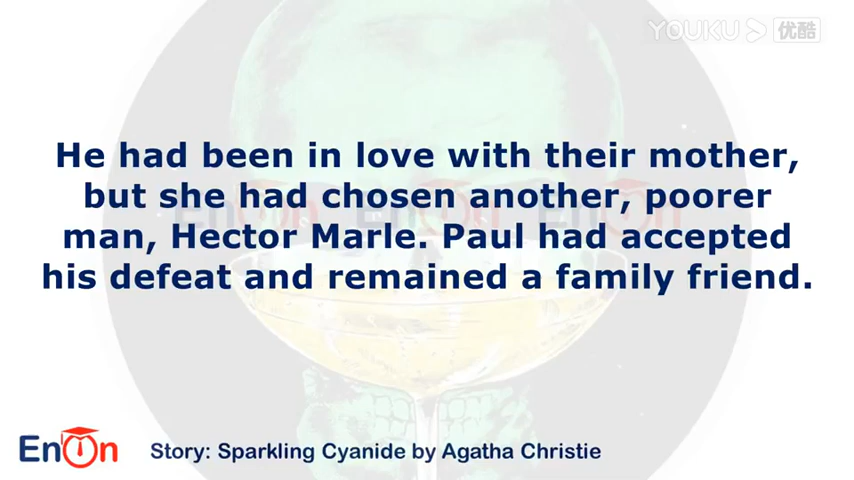 YOUKU 优酷
He had been in love with their mother,
but she had chosen another, poorer
man, Hector Marle. Paul had accepted
his defeat and remained a family friend.
EnOn EnOn EnOn
EnOn
Story: Sparkling Cyanide by Agatha Christie